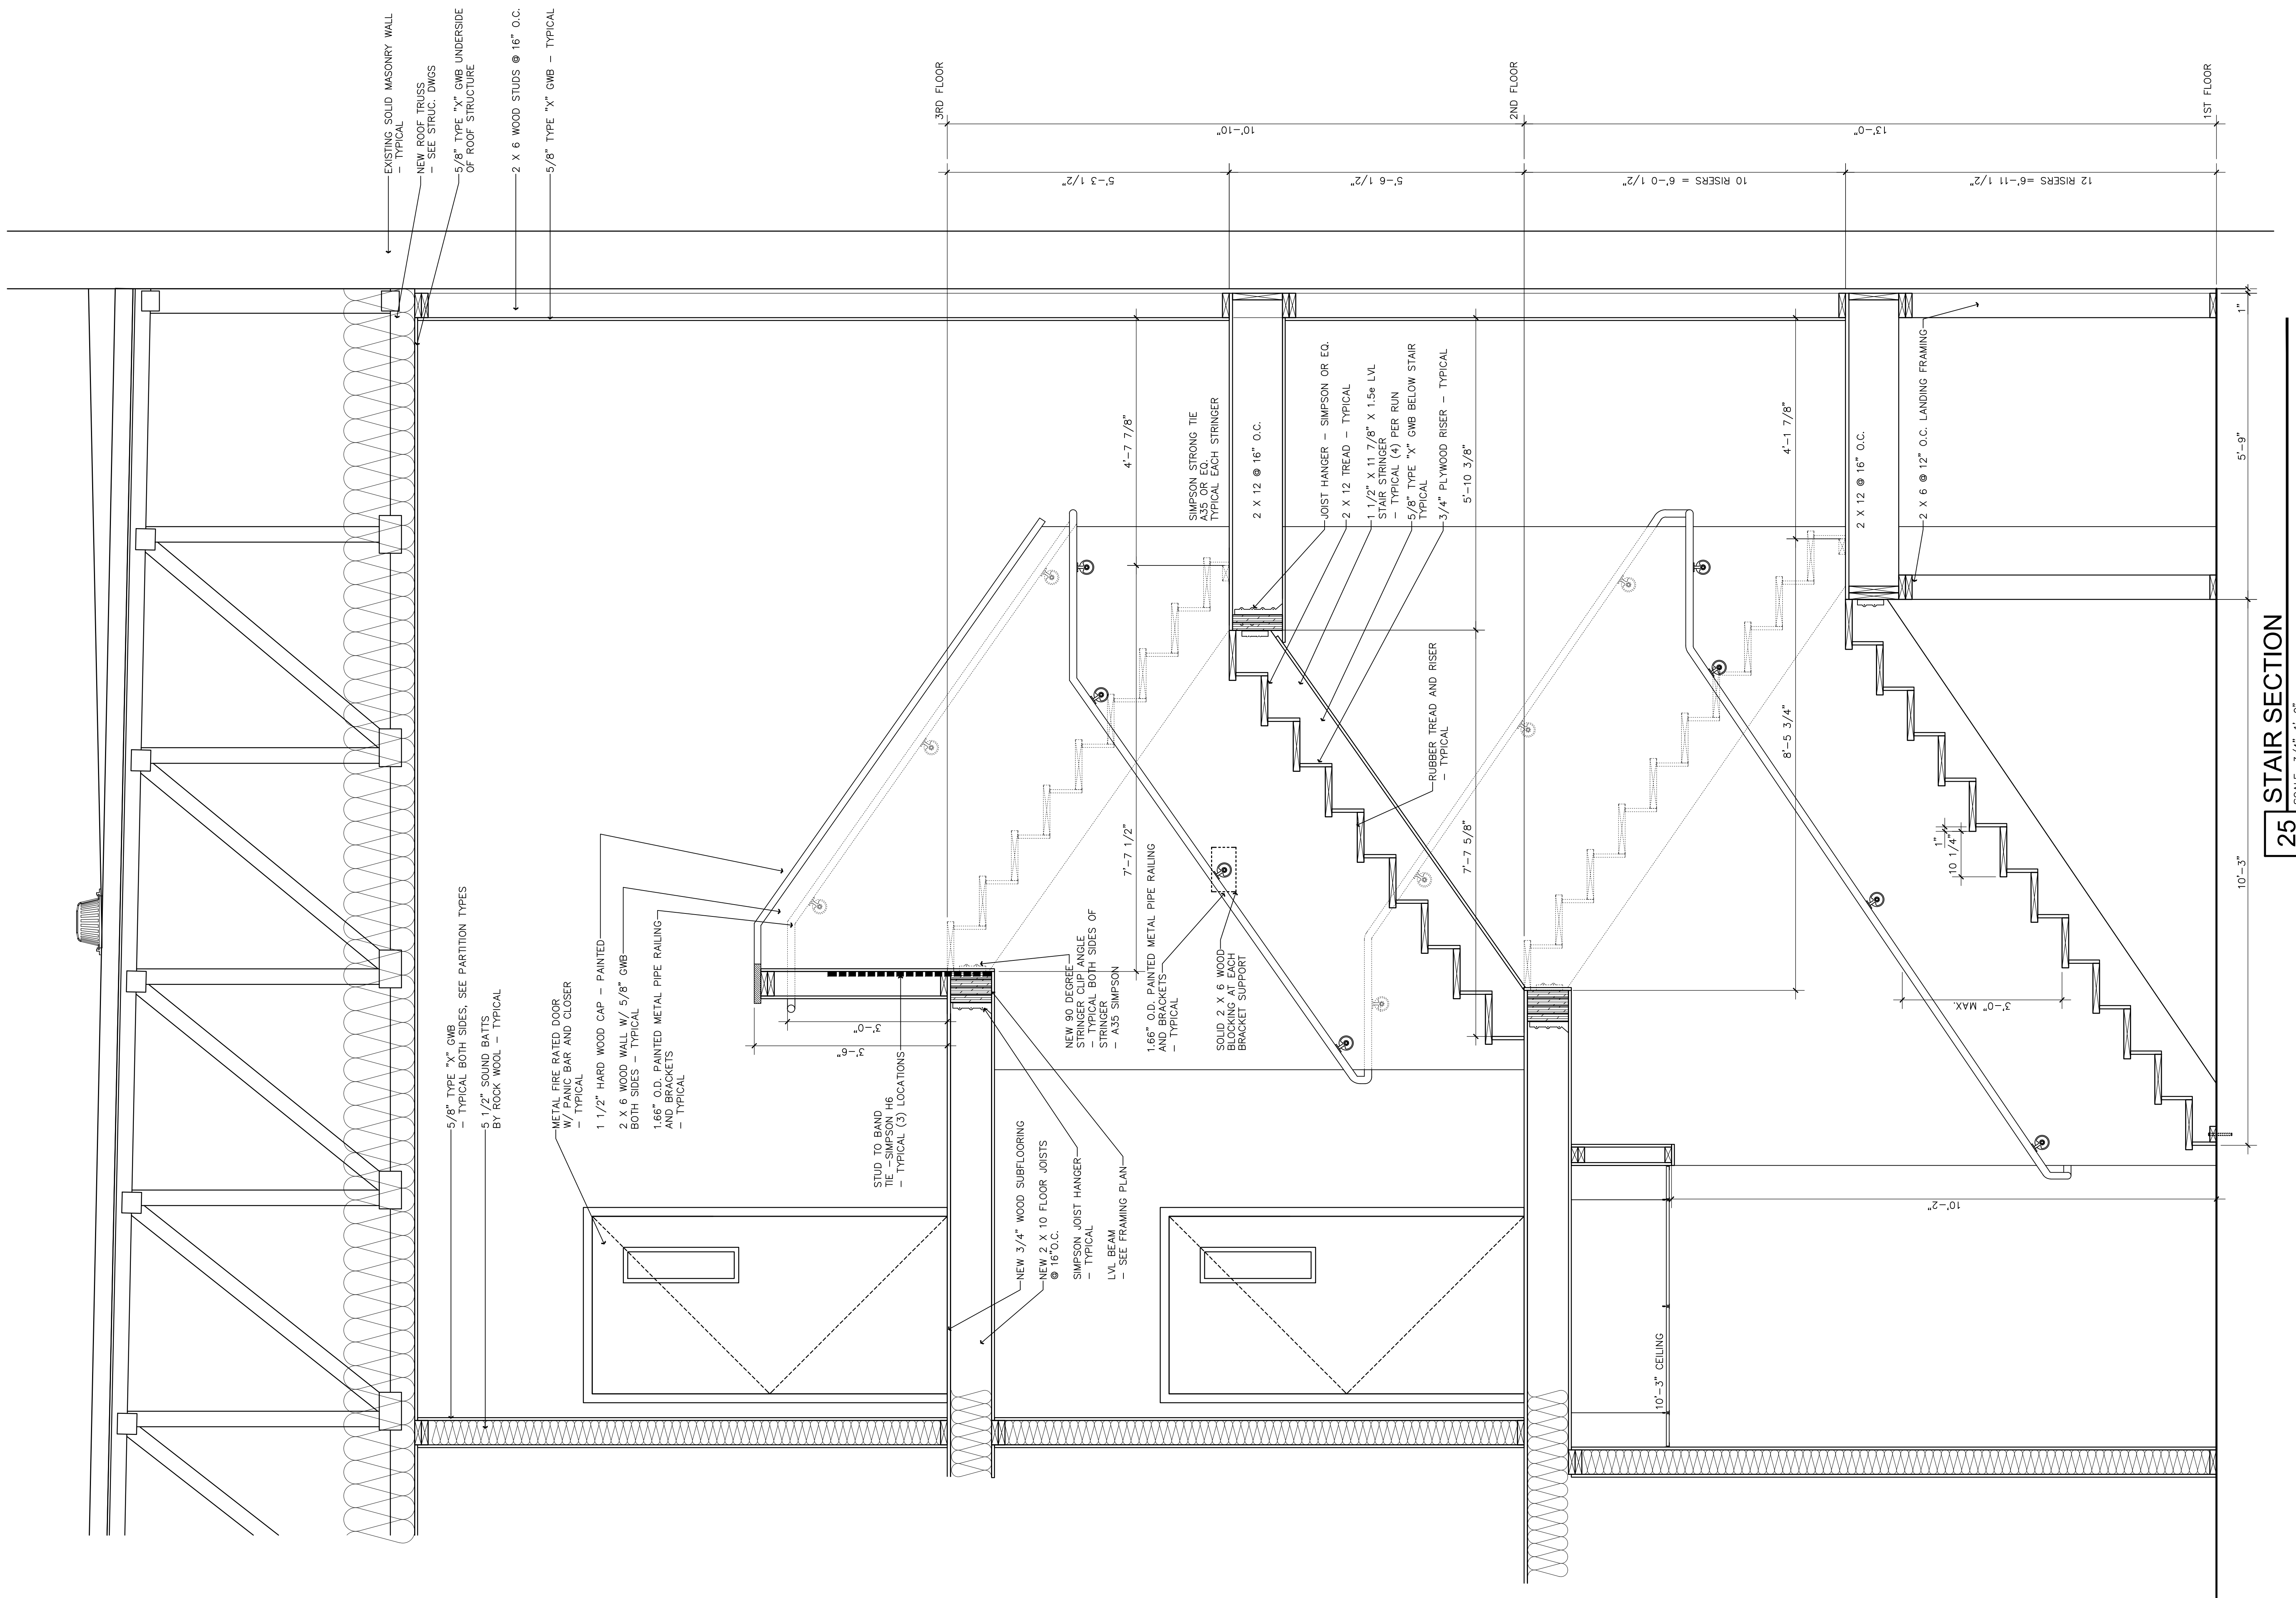 EXISTING SOLID MASONRY WALL
– TYPICAL
NEW ROOF TRUSS
– SEE STRUC. DWGS
5/8" TYPE "X" GWB UNDERSIDE
OF ROOF STRUCTURE
2 X 6 WOOD STUDS @ 16" O.C.
5/8" TYPE "X" GWB – TYPICAL
3RD FLOOR
2ND FLOOR
1ST FLOOR
10'–10"
13'–0"
5'–3 1/2"
5'–6 1/2"
10 RISERS = 6'–0 1/2"
12 RISERS =6'–11 1/2"
4'–7 7/8"
7'–7 1/2"
SIMPSON STRONG TIE
A35 OR EQ.
TYPICAL EACH STRINGER
2 X 12 @ 16" O.C.
JOIST HANGER – SIMPSON OR EQ.
2 X 12 TREAD – TYPICAL
1 1/2" X 11 7/8" X 1.5e LVL
STAIR STRINGER
– TYPICAL (4) PER RUN
5/8" TYPE "X" GWB BELOW STAIR
TYPICAL
3/4" PLYWOOD RISER – TYPICAL
5'–10 3/8"
7'–7 5/8"
RUBBER TREAD AND RISER
– TYPICAL
4'–1 7/8"
8'–5 3/4"
2 X 12 @ 16" O.C.
2 X 6 @ 12" O.C. LANDING FRAMING
1"
5'–9"
10'–3"
1"
10 1/4"
3'–0" MAX.
5/8" TYPE "X" GWB
– TYPICAL BOTH SIDES, SEE PARTITION TYPES
5 1/2" SOUND BATTS
BY ROCK WOOL – TYPICAL
METAL FIRE RATED DOOR
W/ PANIC BAR AND CLOSER
– TYPICAL
1 1/2" HARD WOOD CAP – PAINTED
2 X 6 WOOD WALL W/ 5/8" GWB
BOTH SIDES – TYPICAL
1.66" O.D. PAINTED METAL PIPE RAILING
AND BRACKETS
– TYPICAL
3'–0"
3'–6"
STUD TO BAND
TIE –SIMPSON H6
– TYPICAL (3) LOCATIONS
NEW 90 DEGREE
STRINGER CLIP ANGLE
– TYPICAL BOTH SIDES OF
STRINGER
– A35 SIMPSON
1.66" O.D. PAINTED METAL PIPE RAILING
AND BRACKETS
– TYPICAL
SOLID 2 X 6 WOOD
BLOCKING AT EACH
BRACKET SUPPORT
NEW 3/4" WOOD SUBFLOORING
NEW 2 X 10 FLOOR JOISTS
@ 16"O.C.
SIMPSON JOIST HANGER
– TYPICAL
LVL BEAM
– SEE FRAMING PLAN
10'–3" CEILING
10'–2"
25 STAIR SECTION